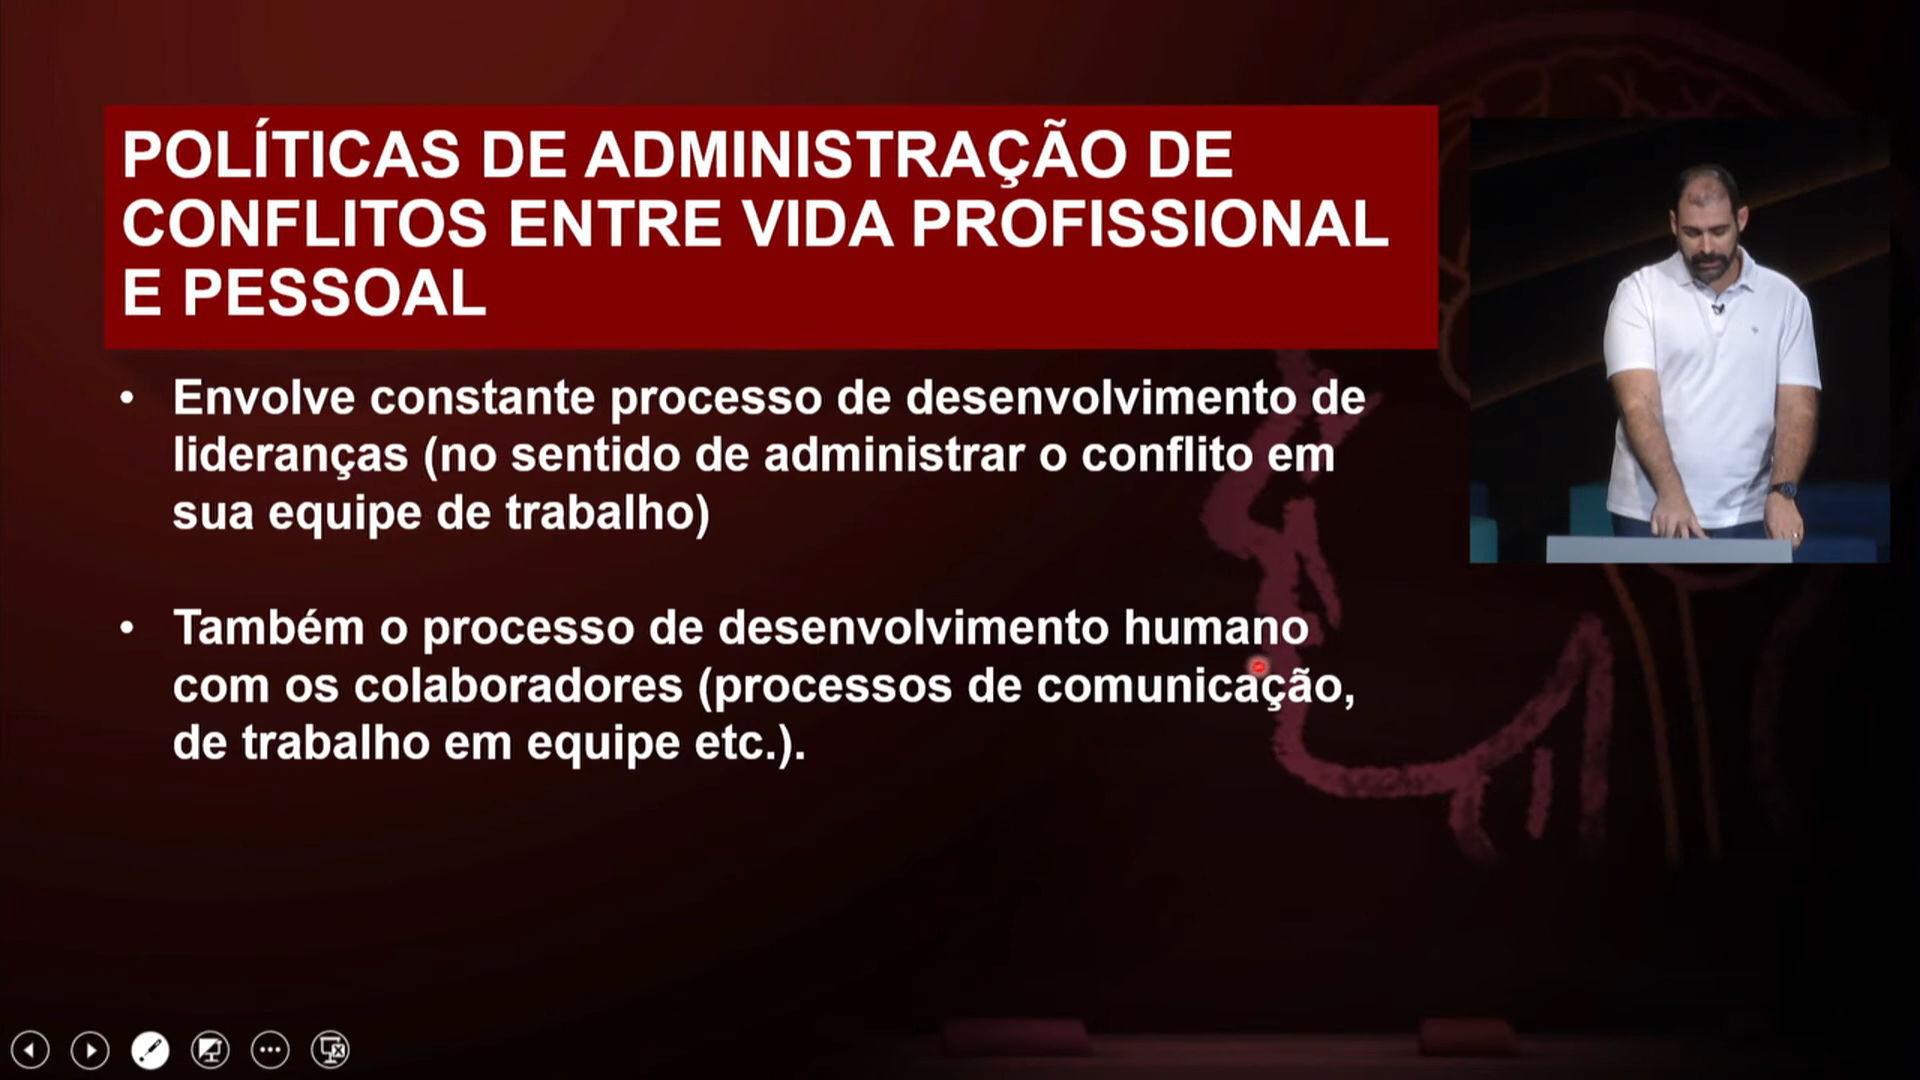 POLÍTICAS DE ADMINISTRAÇÃO DE
CONFLITOS ENTRE VIDA PROFISSIONAL
E PESSOAL
• Envolve constante processo de desenvolvimento de
lideranças (no sentido de administrar o conflito em
sua equipe de trabalho)
• Também o processo de desenvolvimento humano
com os colaboradores (processos de comunicação,
de trabalho em equipe etc.).